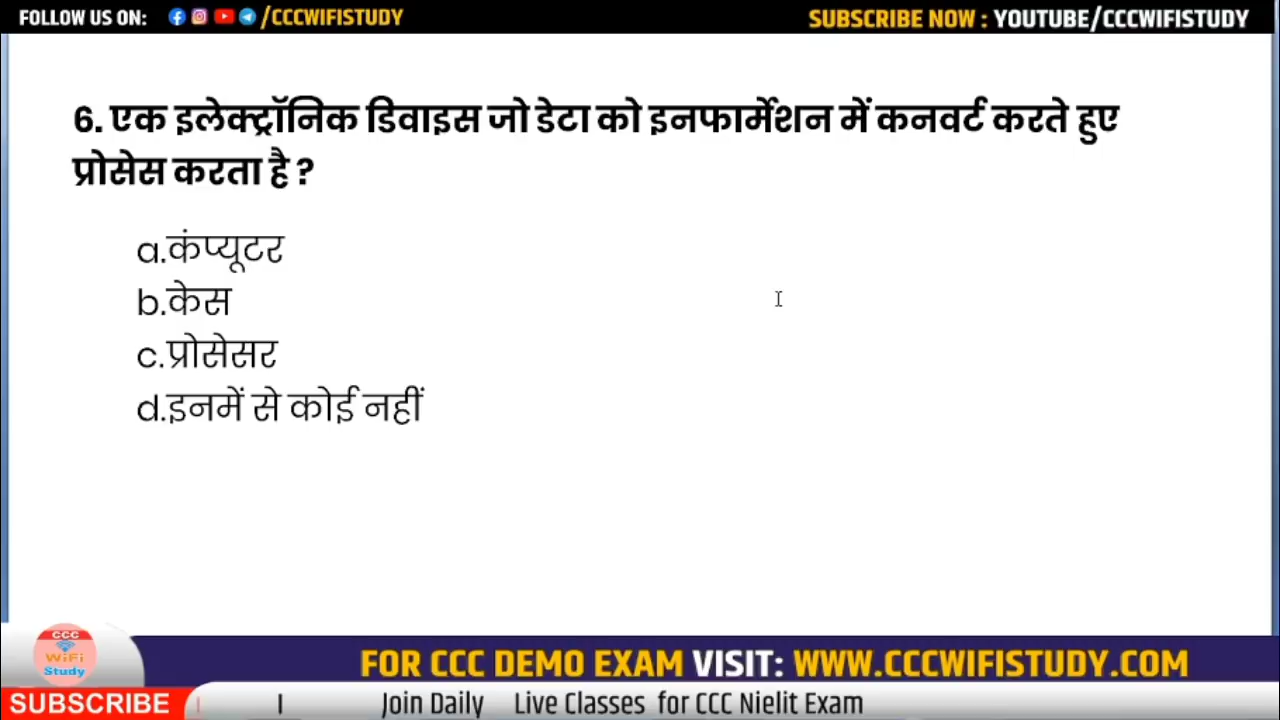 FOLLOW US ON: /CCCWIFISTUDY
SUBSCRIBE NOW : YOUTUBE/CCCWIFISTUDY
6. एक इलेक्ट्रॉनिक डिवाइस जो डेटा को इनफार्मेशन में कनवर्ट करते हुए
प्रोसेस करता है ?
a.कंप्यूटर
b.केस
c.प्रोसेसर
d.इनमें से कोई नहीं
CCC
WiFi
Study
FOR CCC DEMO EXAM VISIT: WWW.CCCWIFISTUDY.COM
SUBSCRIBE
Join Daily Live Classes for CCC Nielit Exam